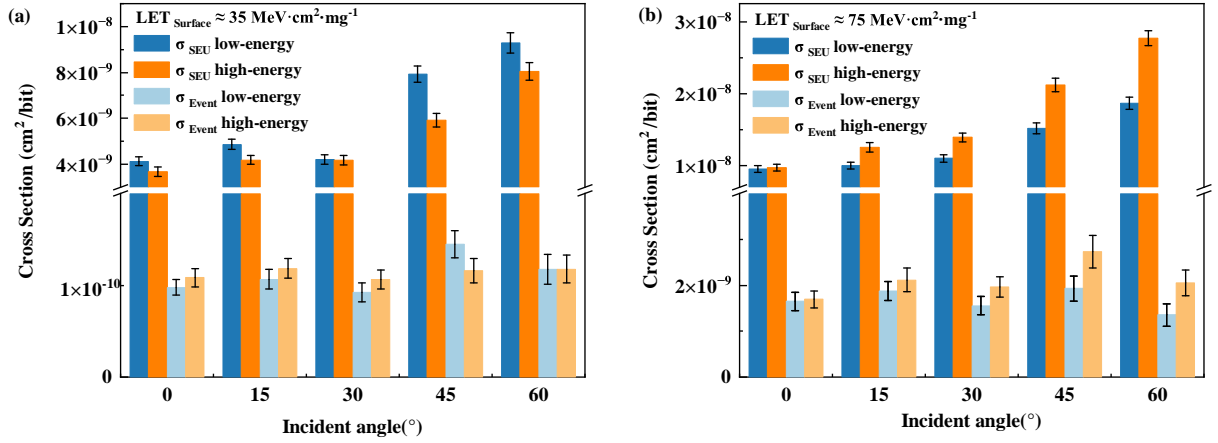 (a)
LET Surface ≈ 35 MeV·cm²·mg⁻¹
σ SEU low-energy
σ SEU high-energy
σ Event low-energy
σ Event high-energy
Cross Section (cm²/bit)
1×10⁻⁸
8×10⁻⁹
6×10⁻⁹
4×10⁻⁹
1×10⁻¹⁰
0
0 15 30 45 60
Incident angle(°)
(b)
LET Surface ≈ 75 MeV·cm²·mg⁻¹
σ SEU low-energy
σ SEU high-energy
σ Event low-energy
σ Event high-energy
Cross Section (cm²/bit)
3×10⁻⁸
2×10⁻⁸
1×10⁻⁸
2×10⁻⁹
0
0 15 30 45 60
Incident angle(°)